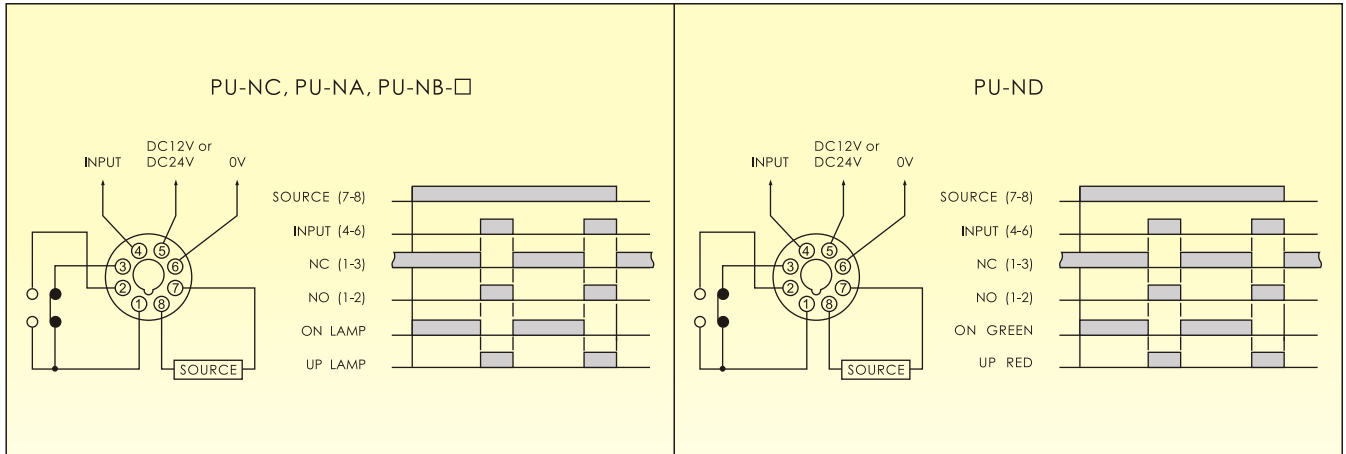 PU-NC, PU-NA, PU-NB-□
INPUT
DC12V or
DC24V
0V
4
5
3
6
2
7
1
8
SOURCE
SOURCE (7-8)
INPUT (4-6)
NC (1-3)
NO (1-2)
ON LAMP
UP LAMP
PU-ND
INPUT
DC12V or
DC24V
0V
4
5
3
6
2
7
1
8
SOURCE
SOURCE (7-8)
INPUT (4-6)
NC (1-3)
NO (1-2)
ON GREEN
UP RED